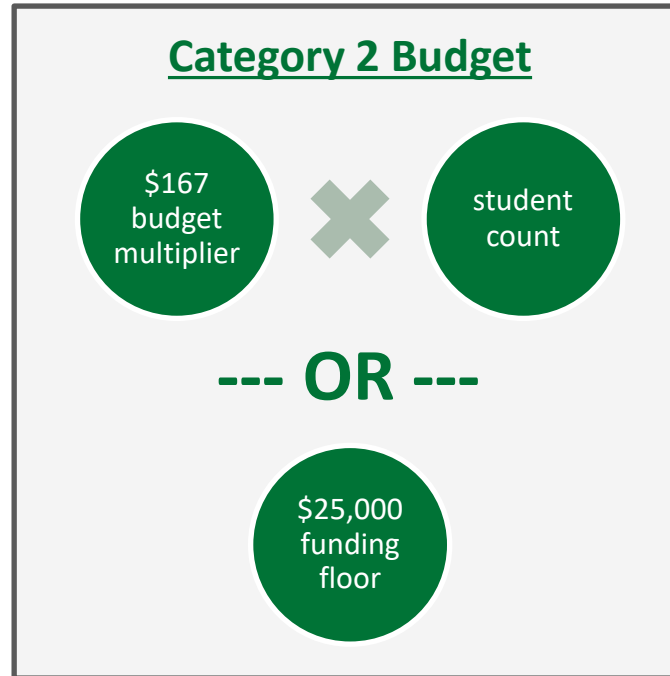 Category 2 Budget
$167
budget
multiplier
student
count
--- OR ---
$25,000
funding
floor